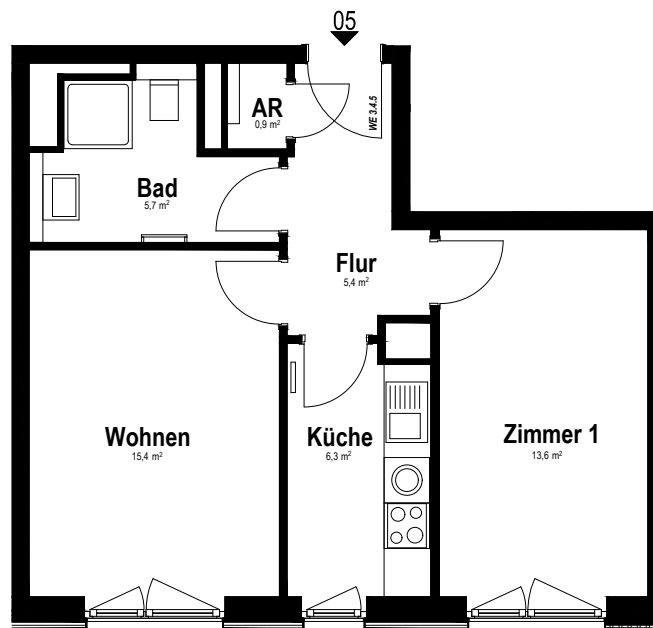 05
AR
0,9 m²
WE 3.4.5
Bad
5,7 m²
Flur
5,4 m²
Wohnen
15,4 m²
Küche
6,3 m²
Zimmer 1
13,6 m²